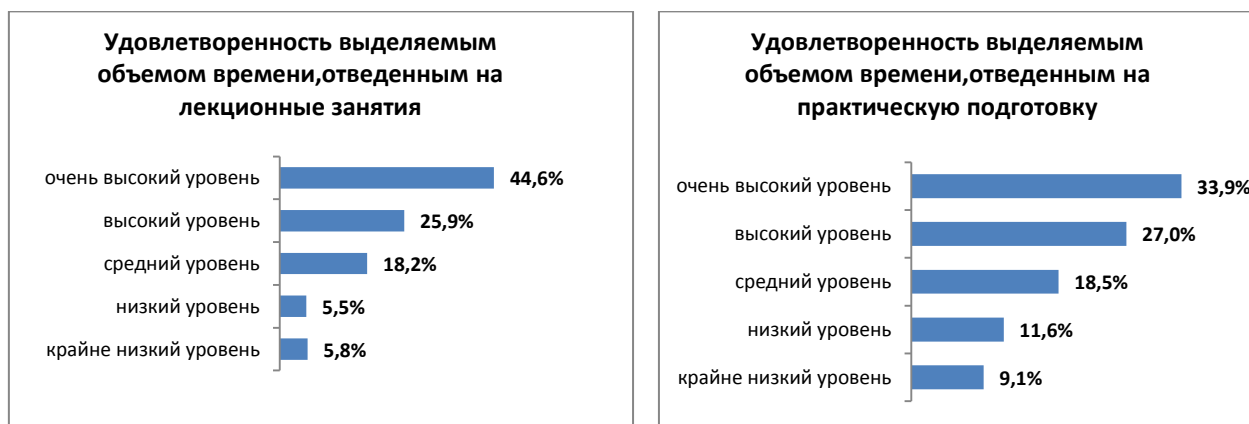 Удовлетворенность выделяемым
объемом времени,отведенным на
лекционные занятия
очень высокий уровень 44,6%
высокий уровень 25,9%
средний уровень 18,2%
низкий уровень 5,5%
крайне низкий уровень 5,8%
Удовлетворенность выделяемым
объемом времени,отведенным на
практическую подготовку
очень высокий уровень 33,9%
высокий уровень 27,0%
средний уровень 18,5%
низкий уровень 11,6%
крайне низкий уровень 9,1%